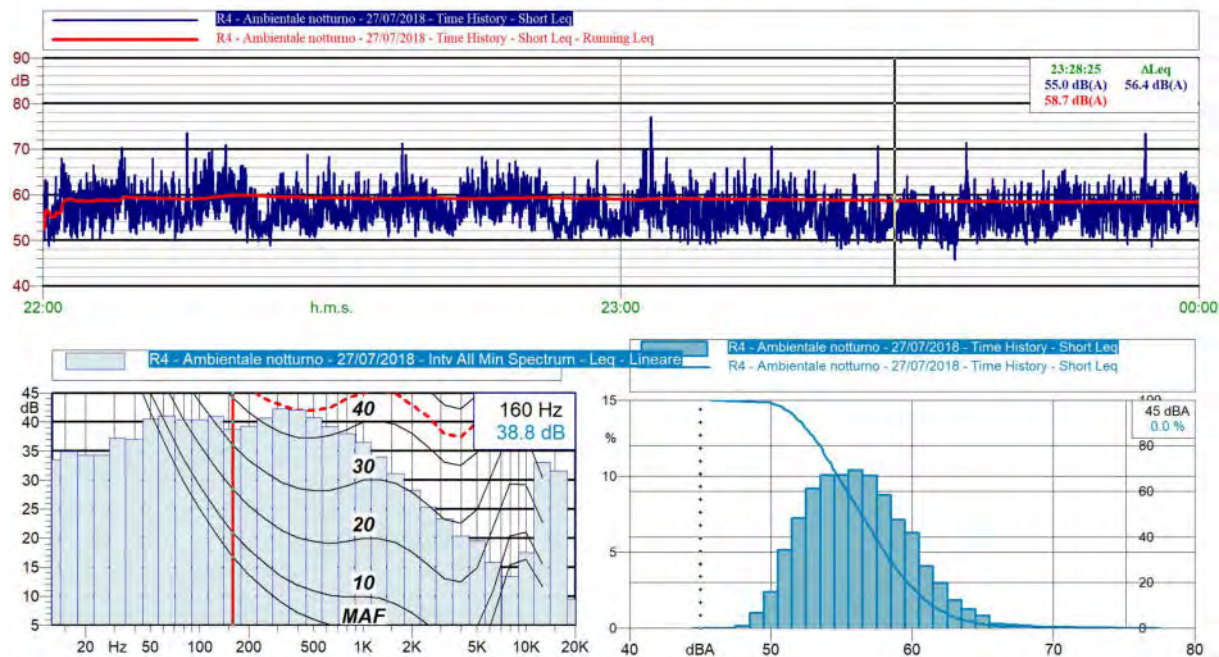 R4 - Ambientale notturno - 27/07/2018 - Time History - Short Leq
R4 - Ambientale notturno - 27/07/2018 - Time History - Short Leq - Running Leq
90
dB
80
70
60
50
40
23:28:25 ΔLeq
55.0 dB(A) 56.4 dB(A)
58.7 dB(A)
22:00 h.m.s. 23:00 00:00
R4 - Ambientale notturno - 27/07/2018 - Intv All Min Spectrum - Leq - Lineare
45
dB
40
35
30
25
20
15
10
5
160 Hz
38.8 dB
40
30
20
10
MAF
20 Hz 50 100 200 500 1K 2K 5K 10K 20K
R4 - Ambientale notturno - 27/07/2018 - Time History - Short Leq
R4 - Ambientale notturno - 27/07/2018 - Time History - Short Leq
15
%
10
5
0
100
45 dBA
0.0 %
80
60
40
20
0
40 dBA 50 60 70 80